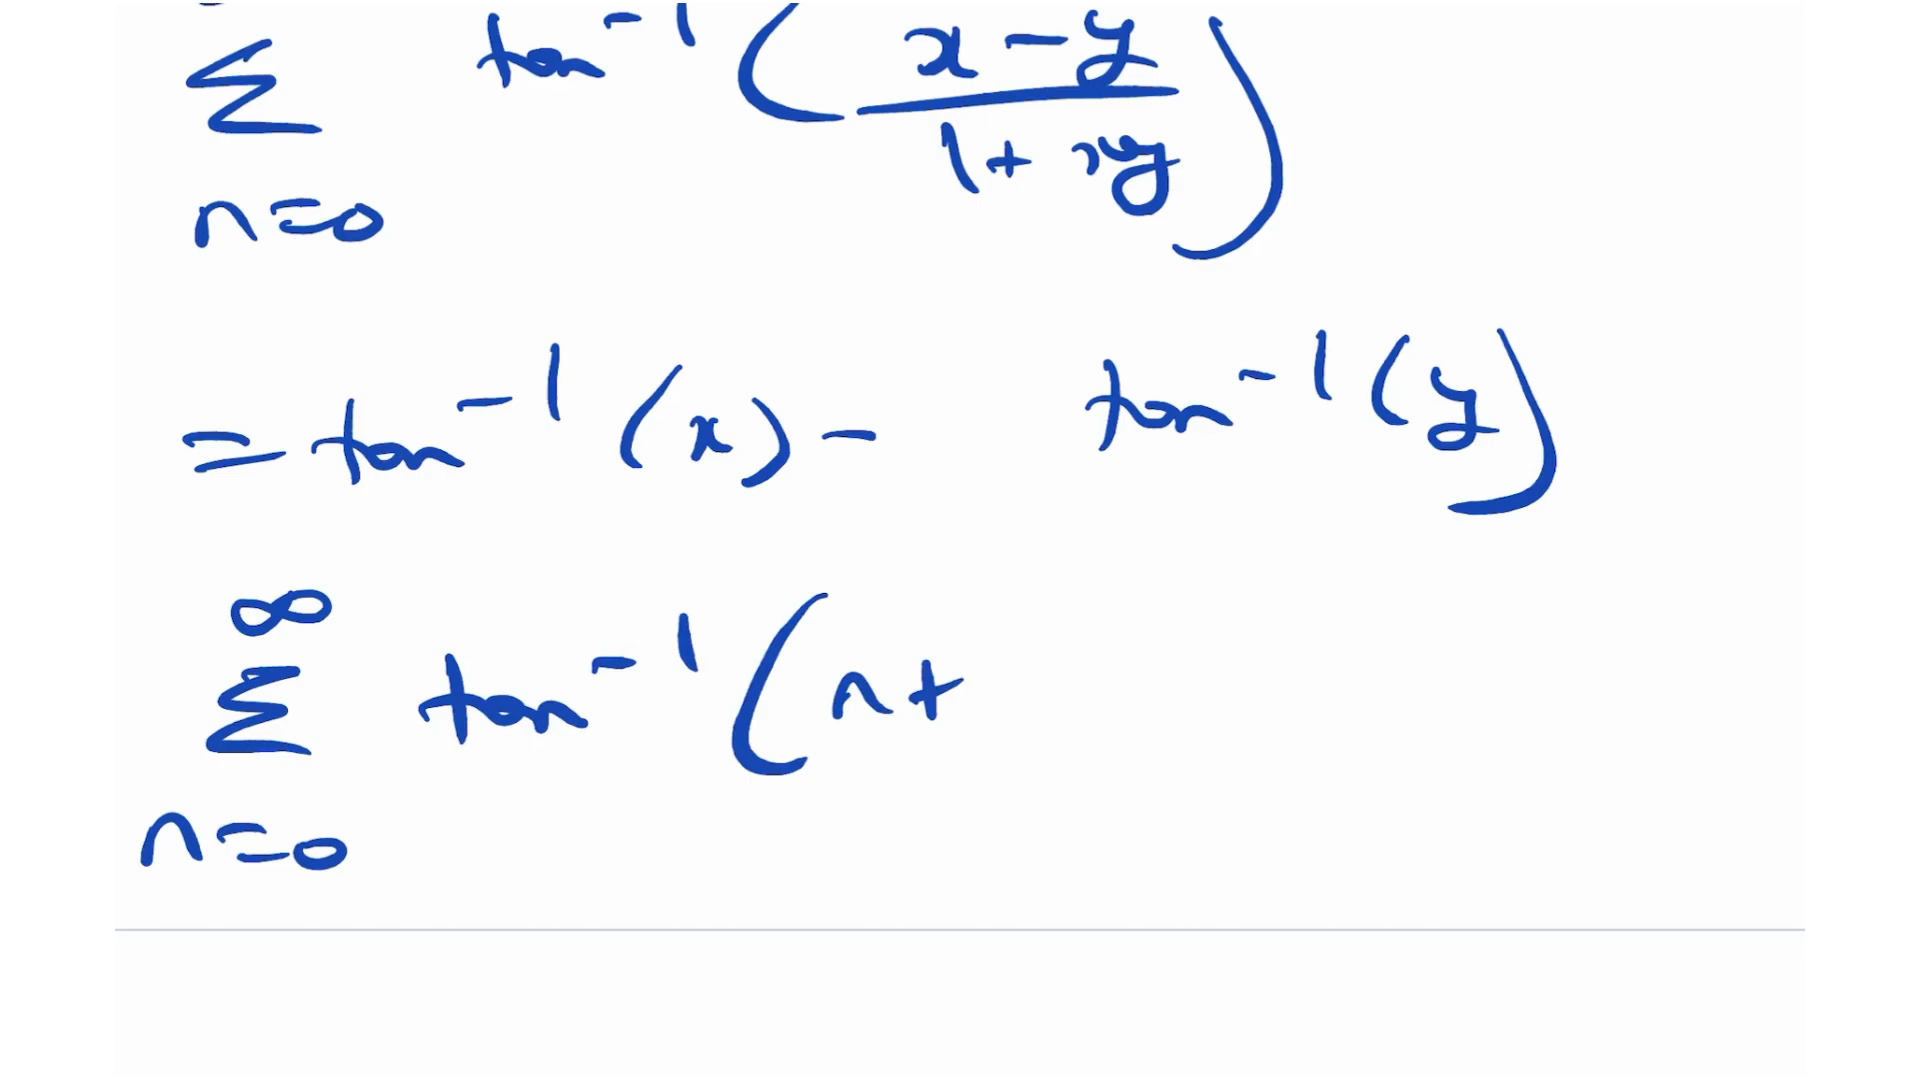 ∑ tan⁻¹ ( x - y / 1 + xy )
n=0
= tan⁻¹ (x) - tan⁻¹ (y)
∞
∑ tan⁻¹ ( n+
n=0